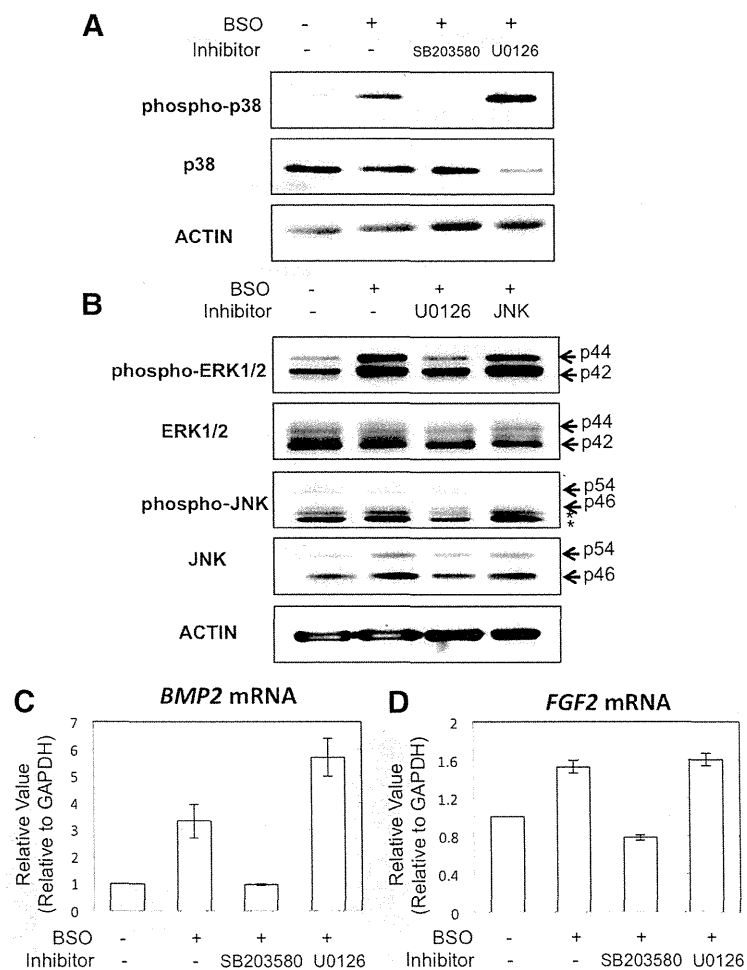 A
BSO - + + +
Inhibitor - - SB203580 U0126
phospho-p38
p38
ACTIN
B
BSO - + + +
Inhibitor - - U0126 JNK
phospho-ERK1/2
p44
p42
ERK1/2
p44
p42
phospho-JNK
p54
p46
*
*
JNK
p54
p46
ACTIN
C
BMP2 mRNA
Relative Value
(Relative to GAPDH)
7
6
5
4
3
2
1
0
BSO - + + +
Inhibitor - - SB203580 U0126
D
FGF2 mRNA
Relative Value
(Relative to GAPDH)
2
1.6
1.2
0.8
0.4
0
BSO - + + +
Inhibitor - - SB203580 U0126